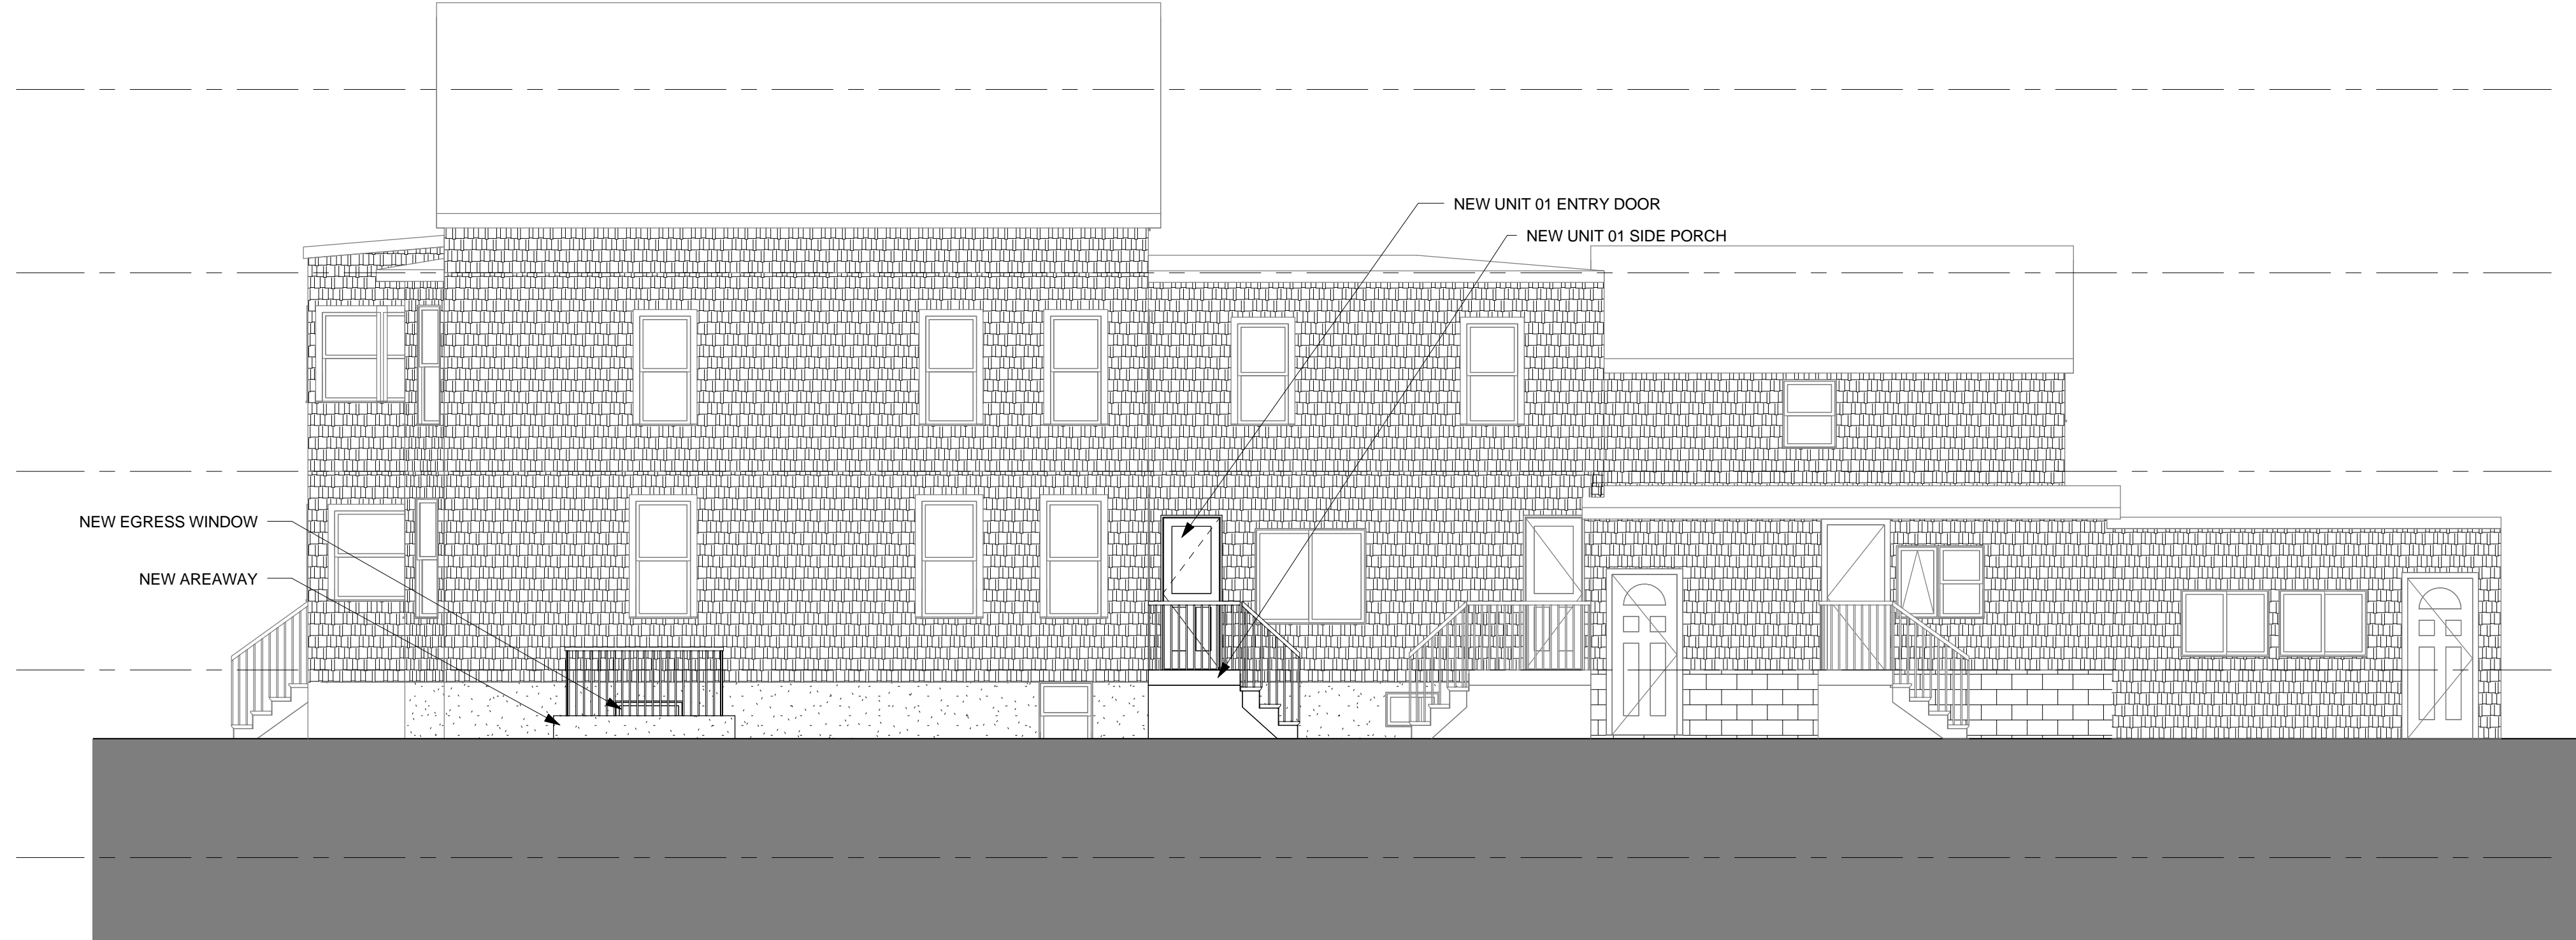 NEW UNIT 01 ENTRY DOOR
NEW UNIT 01 SIDE PORCH
NEW EGRESS WINDOW
NEW AREAWAY